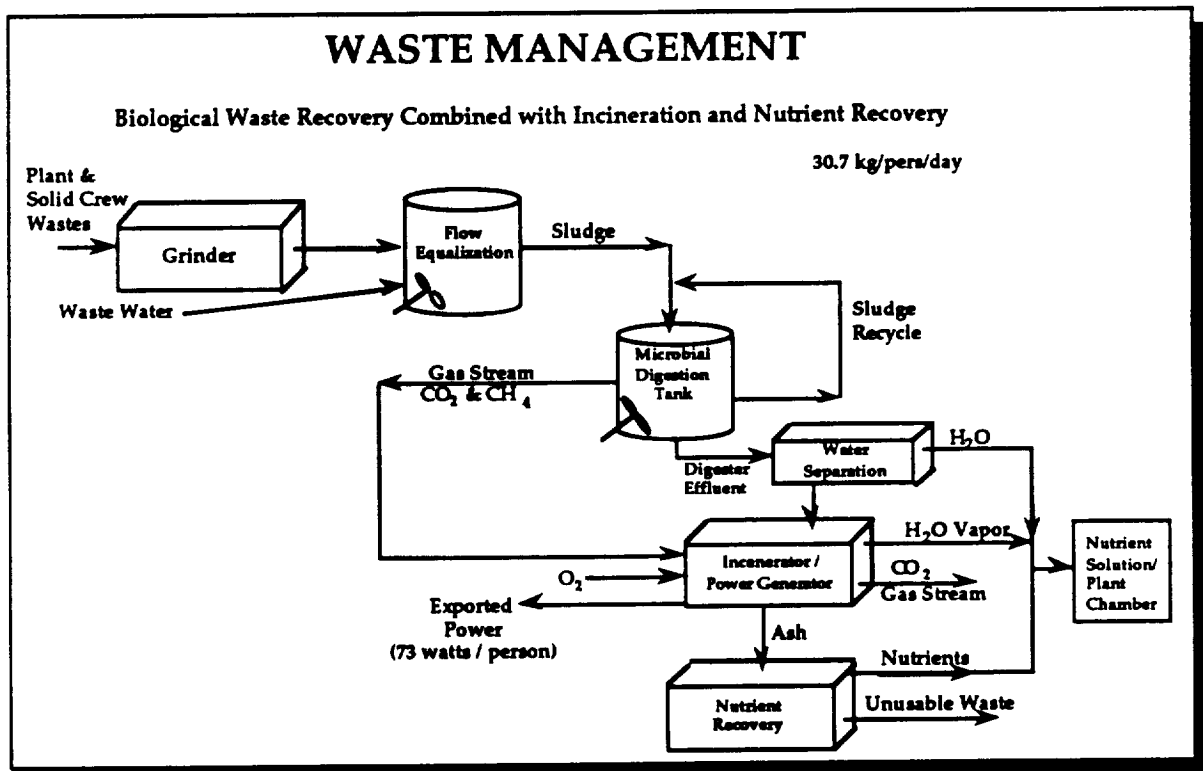 WASTE MANAGEMENT
Biological Waste Recovery Combined with Incineration and Nutrient Recovery
30.7 kg/pers/day
Plant &
Solid Crew
Wastes
Grinder
Waste Water
Flow
Equalization
Sludge
Sludge
Recycle
Microbial
Digestion
Tank
Gas Stream
CO₂ & CH₄
Digester
Effluent
Water
Separation
H₂O
H₂O Vapor
Incenerator /
Power Generator
O₂
CO₂
Gas Stream
Exported
Power
(73 watts / person)
Ash
Nutrient
Solution/
Plant
Chamber
Nutrients
Nutrient
Recovery
Unusable Waste